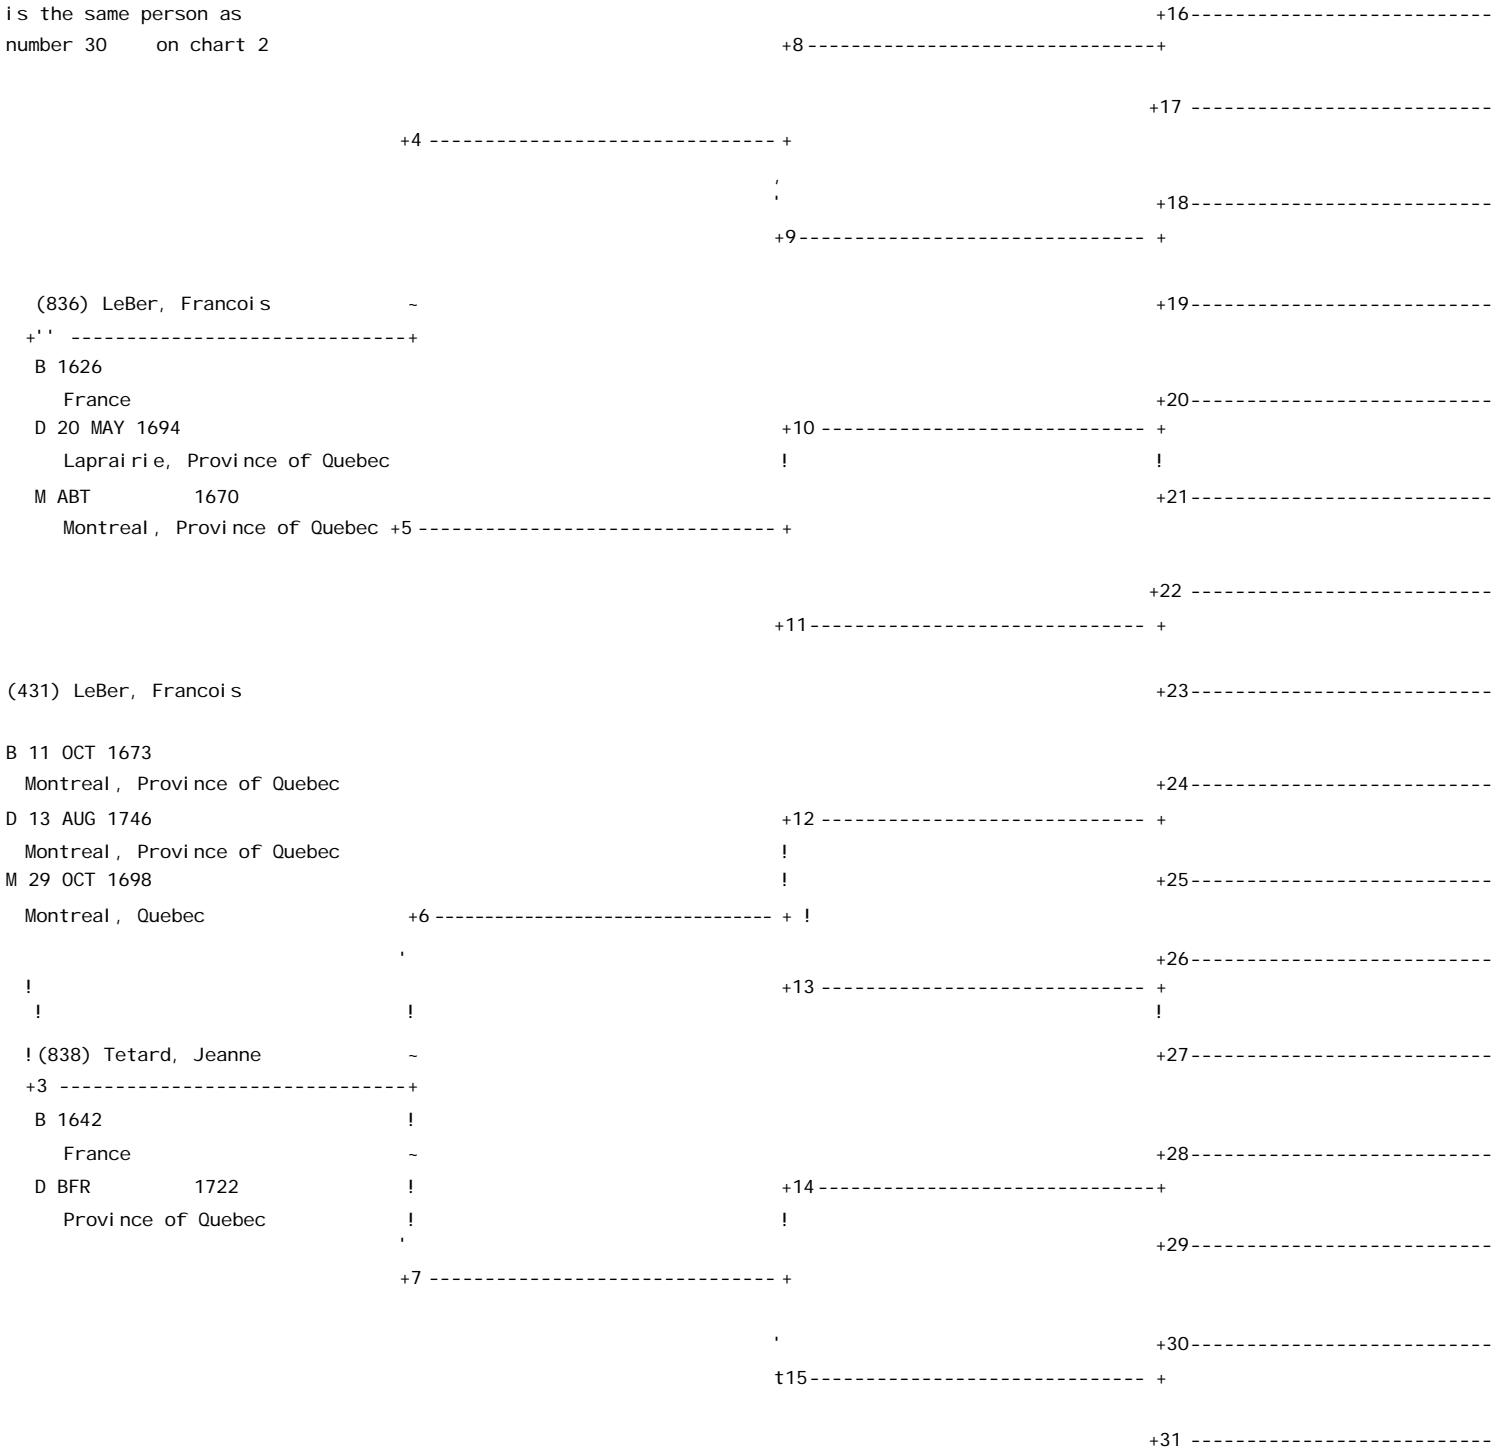 is the same person as
+16---------------------------
number 30 on chart 2
+8--------------------------------+
+17 ---------------------------
+4 ------------------------------- +
,
'
+18---------------------------
+9------------------------------- +
(836) LeBer, Francois ~
+19---------------------------
+'' ------------------------------+
B 1626
France
+20---------------------------
D 20 MAY 1694
+10 ----------------------------- +
Laprairie, Province of Quebec
! !
M ABT 1670
+21---------------------------
Montreal, Province of Quebec +5 -------------------------------- +
+22 ---------------------------
+11------------------------------ +
(431) LeBer, Francois
+23---------------------------
B 11 OCT 1673
Montreal, Province of Quebec
+24---------------------------
D 13 AUG 1746
+12 ----------------------------- +
Montreal, Province of Quebec
!
M 29 OCT 1698
! +25---------------------------
Montreal, Quebec +6 ---------------------------------- + !
' +26---------------------------
! +13 ----------------------------- +
! ! !
!(838) Tetard, Jeanne ~ +27---------------------------
+3 -------------------------------+
B 1642 !
France ~ +28---------------------------
D BFR 1722 ! +14-------------------------------+
Province of Quebec ! !
' +29---------------------------
+7 ------------------------------- +
' +30---------------------------
t15------------------------------ +
+31 ---------------------------